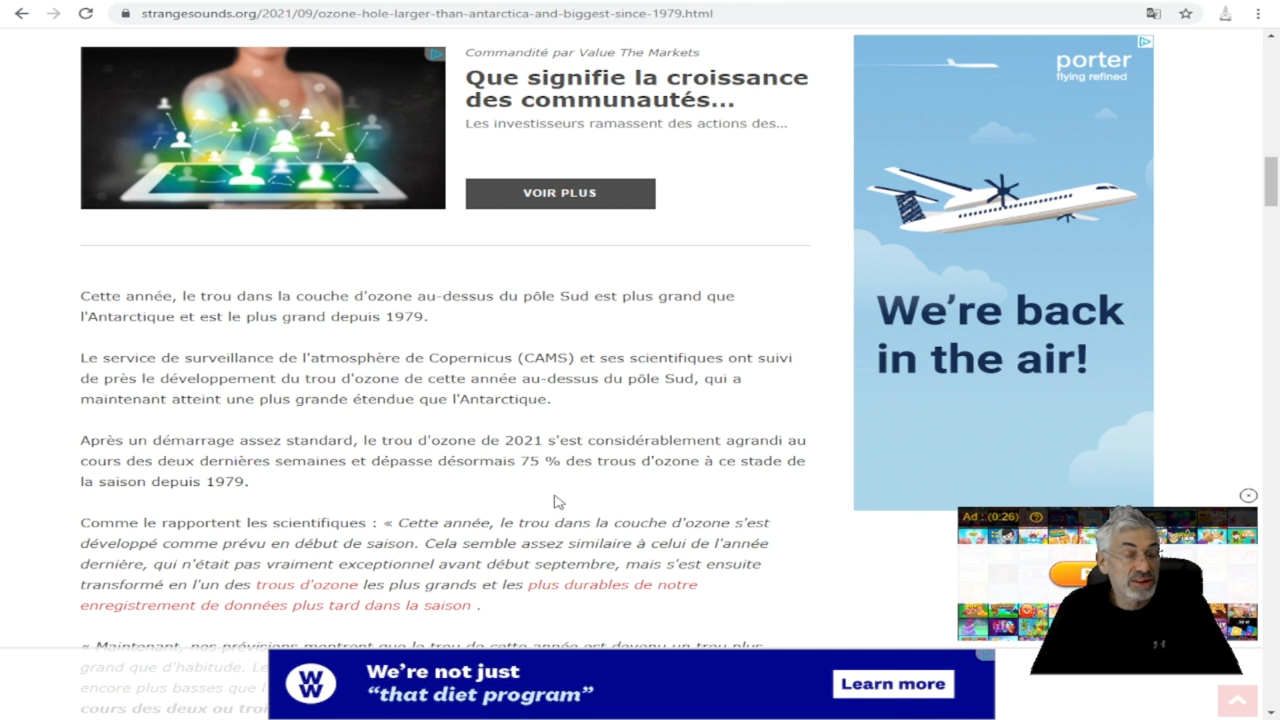 strangesounds.org/2021/09/ozone-hole-larger-than-antarctica-and-biggest-since-1979.html
Commandité par Value The Markets
Que signifie la croissance
des communautés...
Les investisseurs ramassent des actions des...
VOIR PLUS
porter
flying refined
We're back
in the air!
Cette année, le trou dans la couche d'ozone au-dessus du pôle Sud est plus grand que
l'Antarctique et est le plus grand depuis 1979.
Le service de surveillance de l'atmosphère de Copernicus (CAMS) et ses scientifiques ont suivi
de près le développement du trou d'ozone de cette année au-dessus du pôle Sud, qui a
maintenant atteint une plus grande étendue que l'Antarctique.
Après un démarrage assez standard, le trou d'ozone de 2021 s'est considérablement agrandi au
cours des deux dernières semaines et dépasse désormais 75 % des trous d'ozone à ce stade de
la saison depuis 1979.
Comme le rapportent les scientifiques : « Cette année, le trou dans la couche d'ozone s'est
développé comme prévu en début de saison. Cela semble assez similaire à celui de l'année
dernière, qui n'était pas vraiment exceptionnel avant début septembre, mais s'est ensuite
transformé en l'un des trous d'ozone les plus grands et les plus durables de notre
enregistrement de données plus tard dans la saison .
« Maintenant, nos prévisions montrent que le trou de cette année est devenu un trou plus
grand que d'habitude. Le
encore plus basses que l
cours des deux ou troi
Ad : (0:26)
WW
We're not just
"that diet program"
Learn more